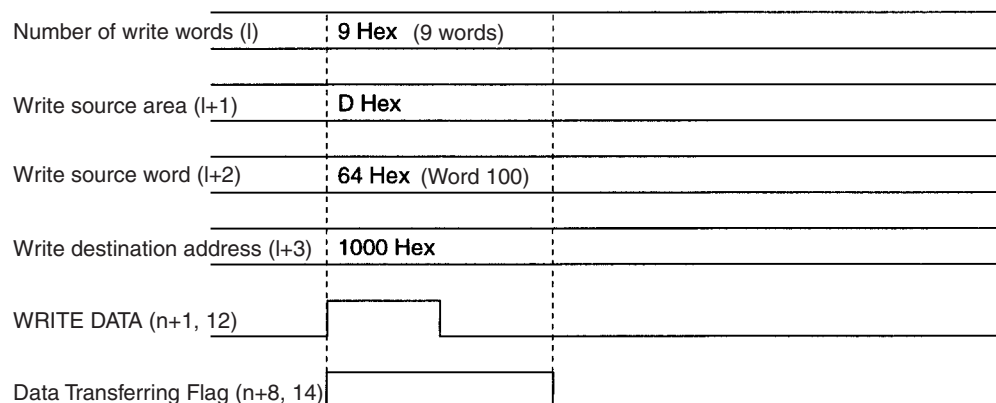 Number of write words (l) 9 Hex (9 words)
Write source area (l+1) D Hex
Write source word (l+2) 64 Hex (Word 100)
Write destination address (l+3) 1000 Hex
WRITE DATA (n+1, 12)
Data Transferring Flag (n+8, 14)